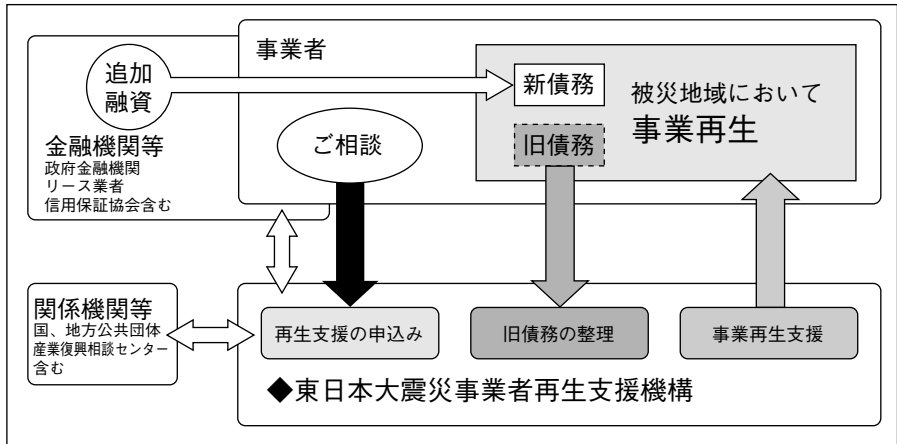 事業者
追加
融資
新債務
被災地域において
事業再生
金融機関等
政府金融機関
リース業者
信用保証協会含む
ご相談
旧債務
関係機関等
国、地方公共団体
産業復興相談センター
含む
再生支援の申込み
旧債務の整理
事業再生支援
◆東日本大震災事業者再生支援機構